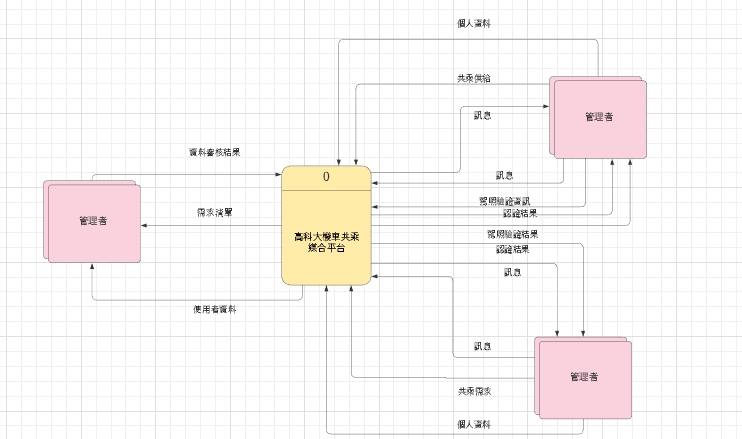 個人資料
共乘供給
管理者
訊息
資料審核結果
0
訊息
駕照驗證資訊
認證結果
管理者
需求清單
高科大機車共乘
媒合平台
駕照驗證結果
認證結果
訊息
使用者資料
訊息
管理者
共乘需求
個人資料